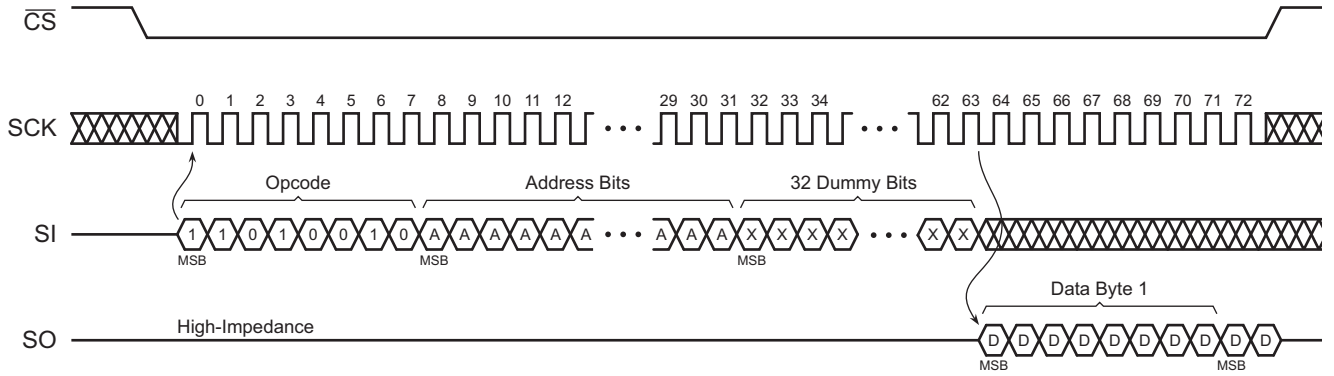 CS
0 1 2 3 4 5 6 7 8 9 10 11 12 29 30 31 32 33 34 62 63 64 65 66 67 68 69 70 71 72
SCK
Opcode Address Bits 32 Dummy Bits
SI 1 1 0 1 0 0 1 0 A A A A A A A A A X X X X X X
MSB MSB MSB
Data Byte 1
High-Impedance
SO D D D D D D D D D D
MSB MSB